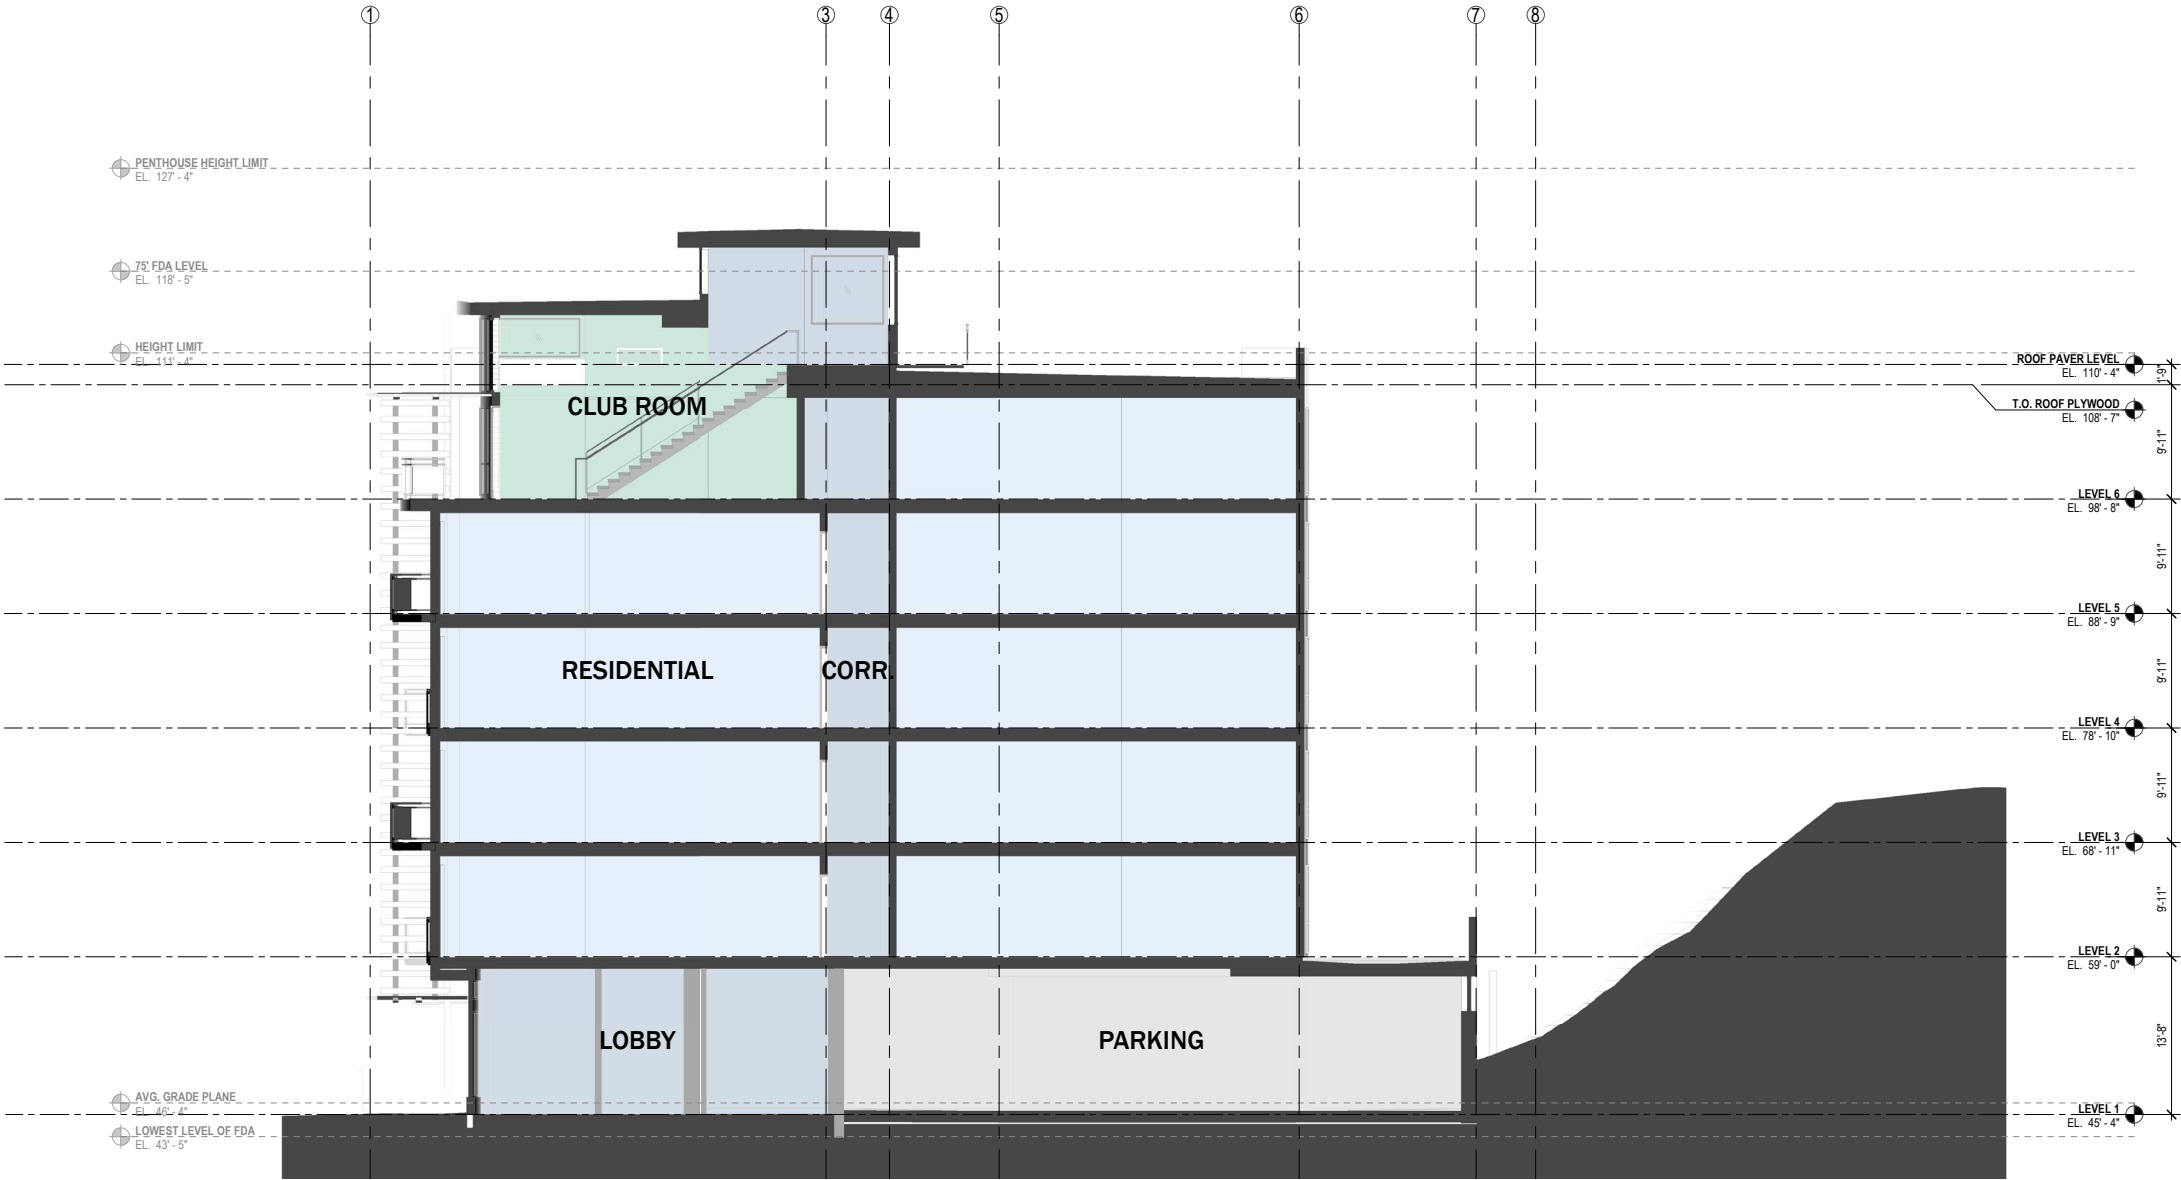 1
3
4
5
6
7
8
PENTHOUSE HEIGHT LIMIT
EL. 127' - 4"
75' FDA LEVEL
EL. 118' - 5"
HEIGHT LIMIT
EL. 111' - 4"
ROOF PAVER LEVEL
EL. 110' - 4"
1'-9"
CLUB ROOM
T.O. ROOF PLYWOOD
EL. 108' - 7"
9'-11"
LEVEL 6
EL. 98' - 8"
9'-11"
LEVEL 5
EL. 88' - 9"
RESIDENTIAL
CORR.
9'-11"
LEVEL 4
EL. 78' - 10"
9'-11"
LEVEL 3
EL. 68' - 11"
9'-11"
LEVEL 2
EL. 59' - 0"
LOBBY
PARKING
13'-8"
AVG. GRADE PLANE
EL. 46' - 4"
LEVEL 1
EL. 45' - 4"
LOWEST LEVEL OF FDA
EL. 43' - 5"